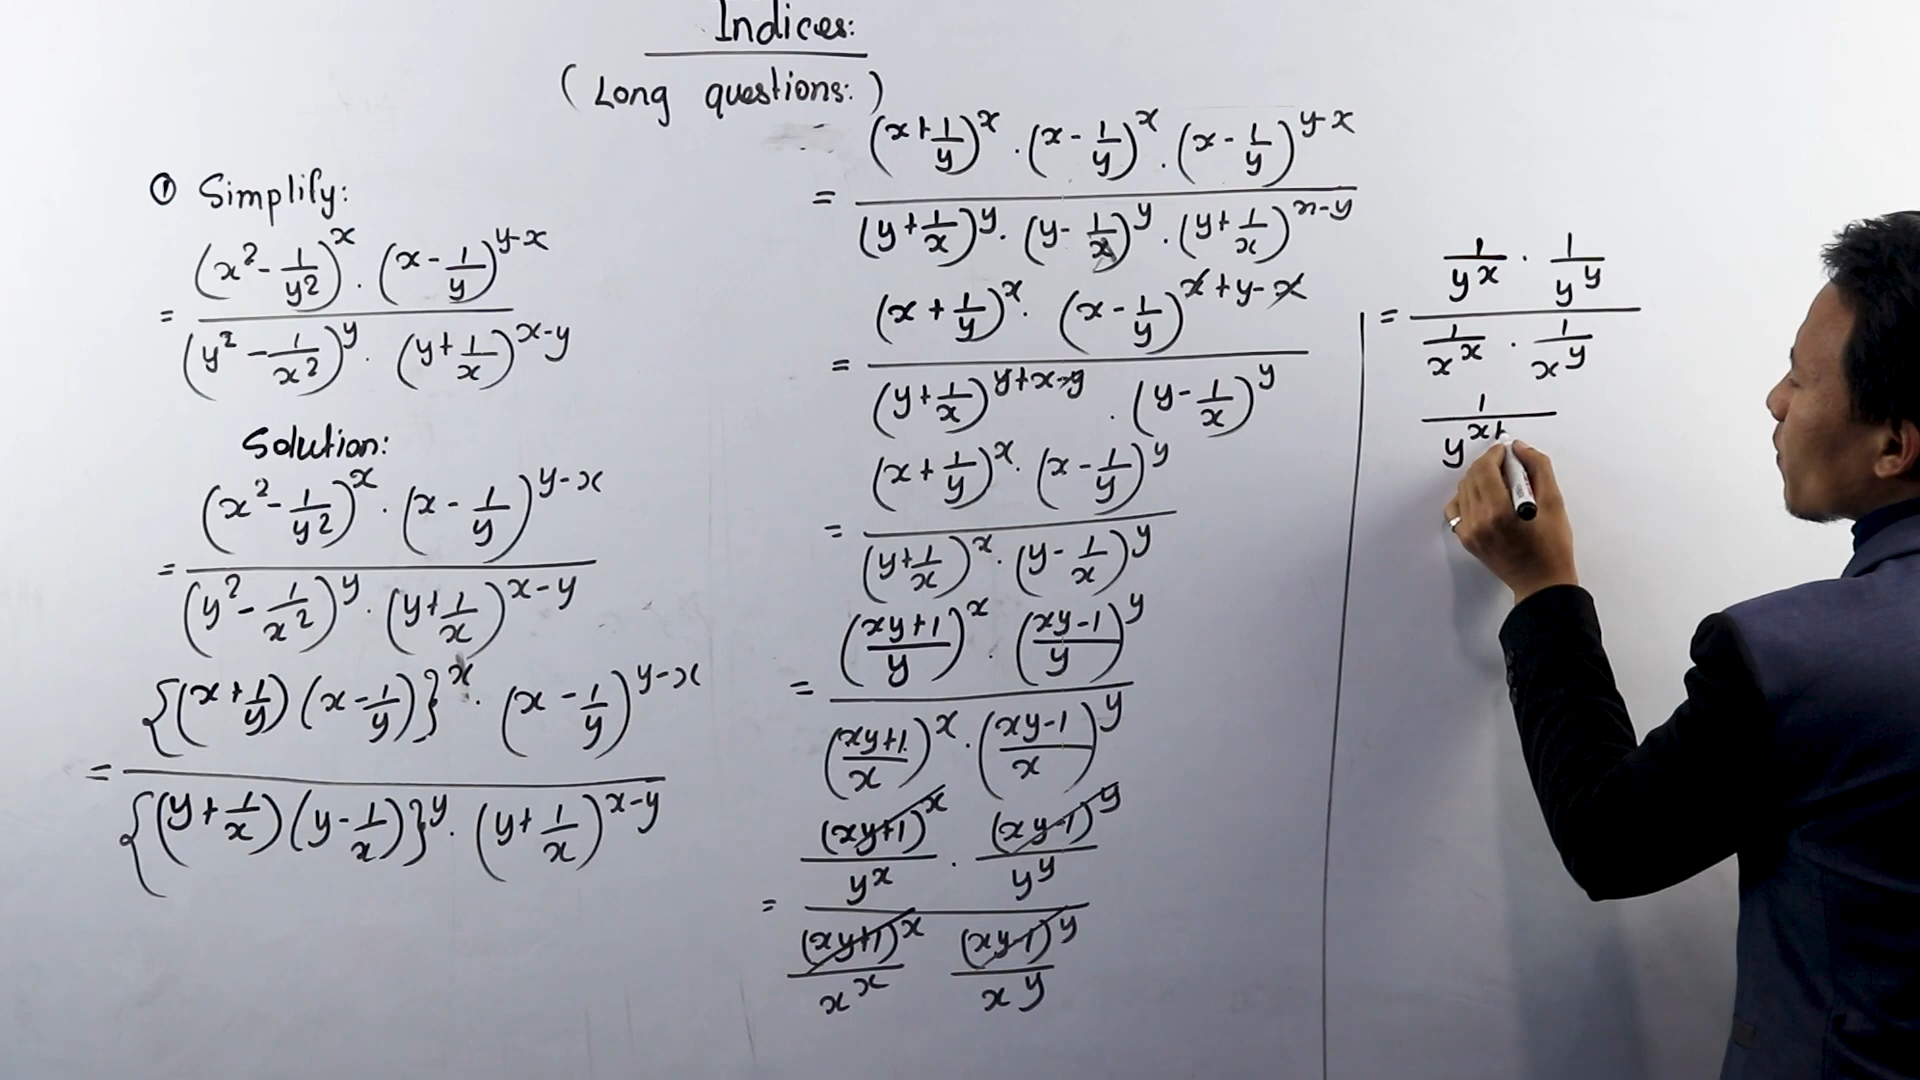 Indices:
(Long questions:)
① Simplify:
= ((x² - 1/y²)^x · (x - 1/y)^(y-x)) / ((y² - 1/x²)^y · (y + 1/x)^(x-y))
Solution:
= ((x² - 1/y²)^x · (x - 1/y)^(y-x)) / ((y² - 1/x²)^y · (y + 1/x)^(x-y))
= ({(x + 1/y)(x - 1/y)}^x · (x - 1/y)^(y-x)) / ({(y + 1/x)(y - 1/x)}^y · (y + 1/x)^(x-y))
= ((x + 1/y)^x · (x - 1/y)^x · (x - 1/y)^(y-x)) / ((y + 1/x)^y · (y - 1/x)^y · (y + 1/x)^(x-y))
= ((x + 1/y)^x · (x - 1/y)^(x+y-x)) / ((y + 1/x)^(y+x-y) · (y - 1/x)^y)
= ((x + 1/y)^x · (x - 1/y)^y) / ((y + 1/x)^x · (y - 1/x)^y)
= (((xy+1)/y)^x · ((xy-1)/y)^y) / (((xy+1)/x)^x · ((xy-1)/x)^y)
= ((xy+1)^x/y^x · (xy-1)^y/y^y) / ((xy+1)^x/x^x (xy-1)^y/x^y)
= (1/y^x · 1/y^y) / (1/x^x · 1/x^y)
1/y^(x+